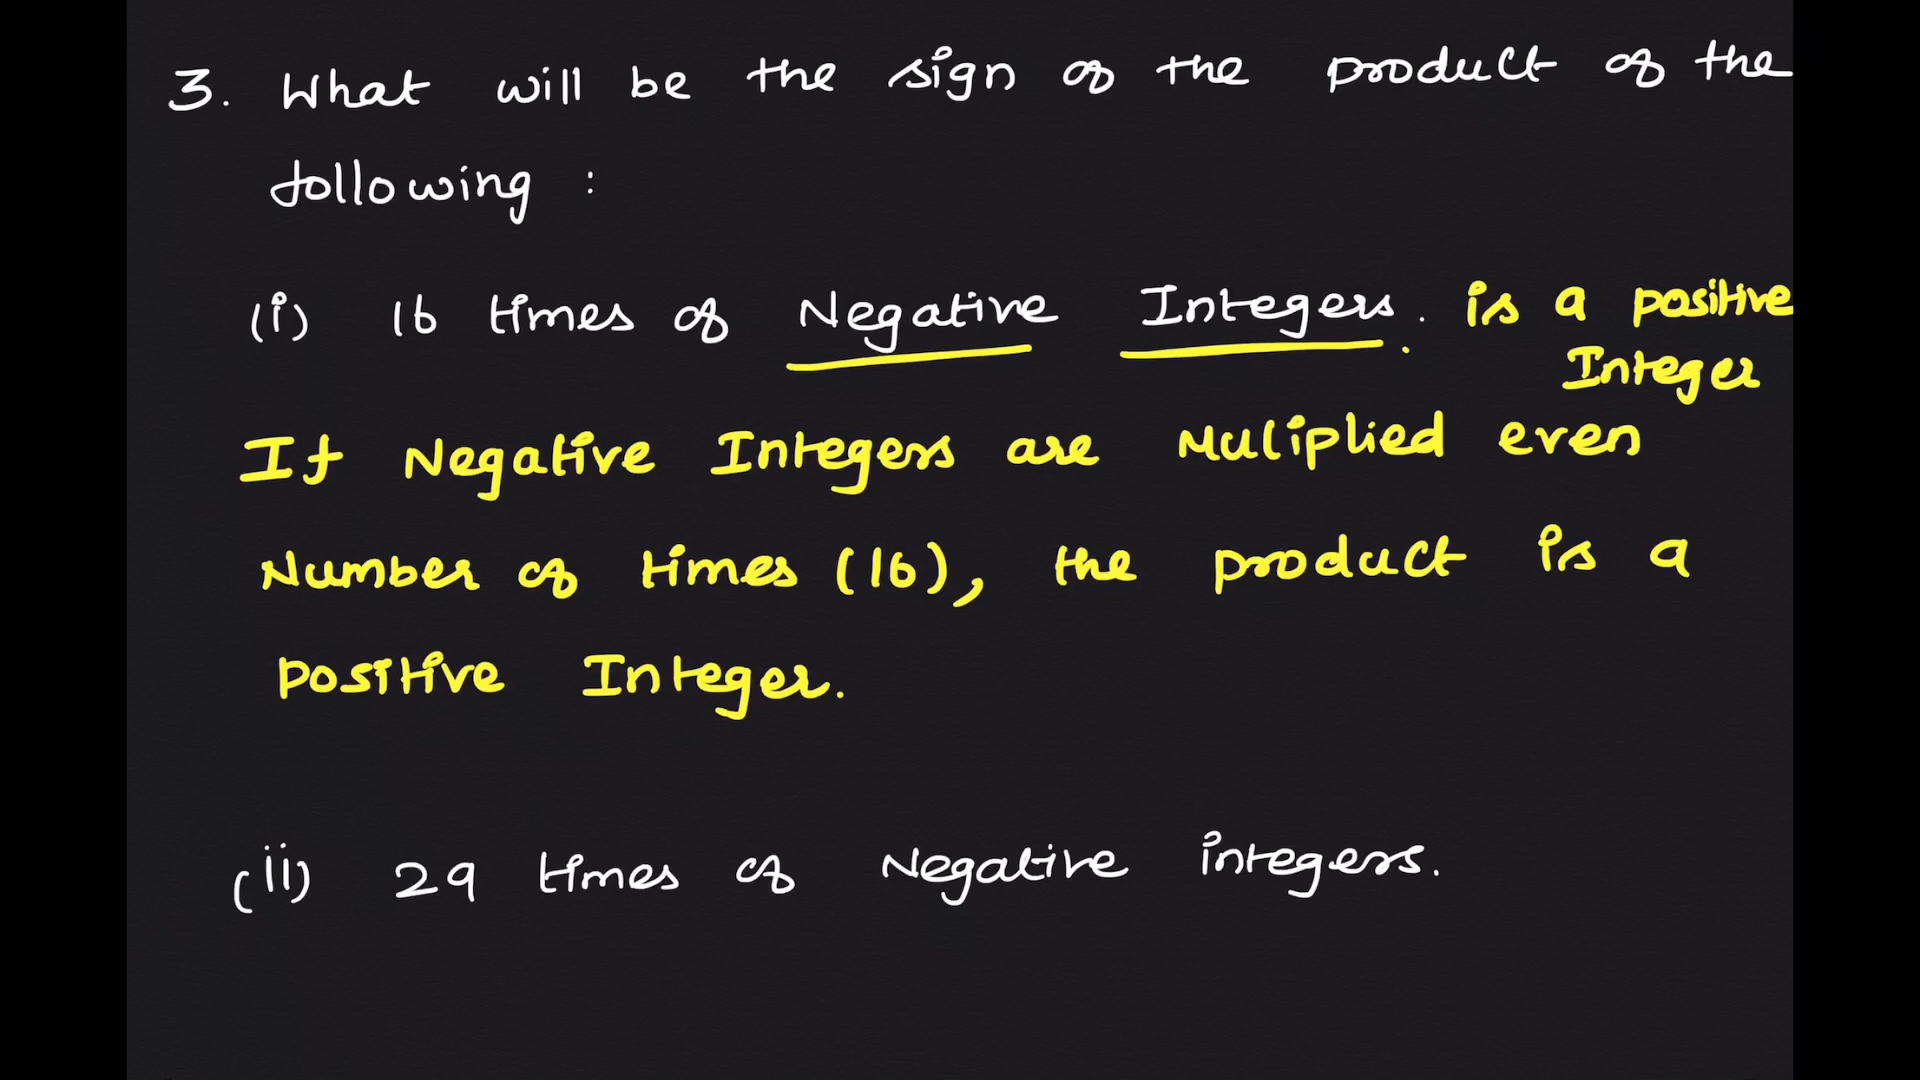 3. What will be the sign of the product of the
following :
(i) 16 times of Negative Integers. is a positive
Integer
If Negative Integers are Muliplied even
Number of times (16), the product is a
positive Integer.
(ii) 29 times of Negative integers.